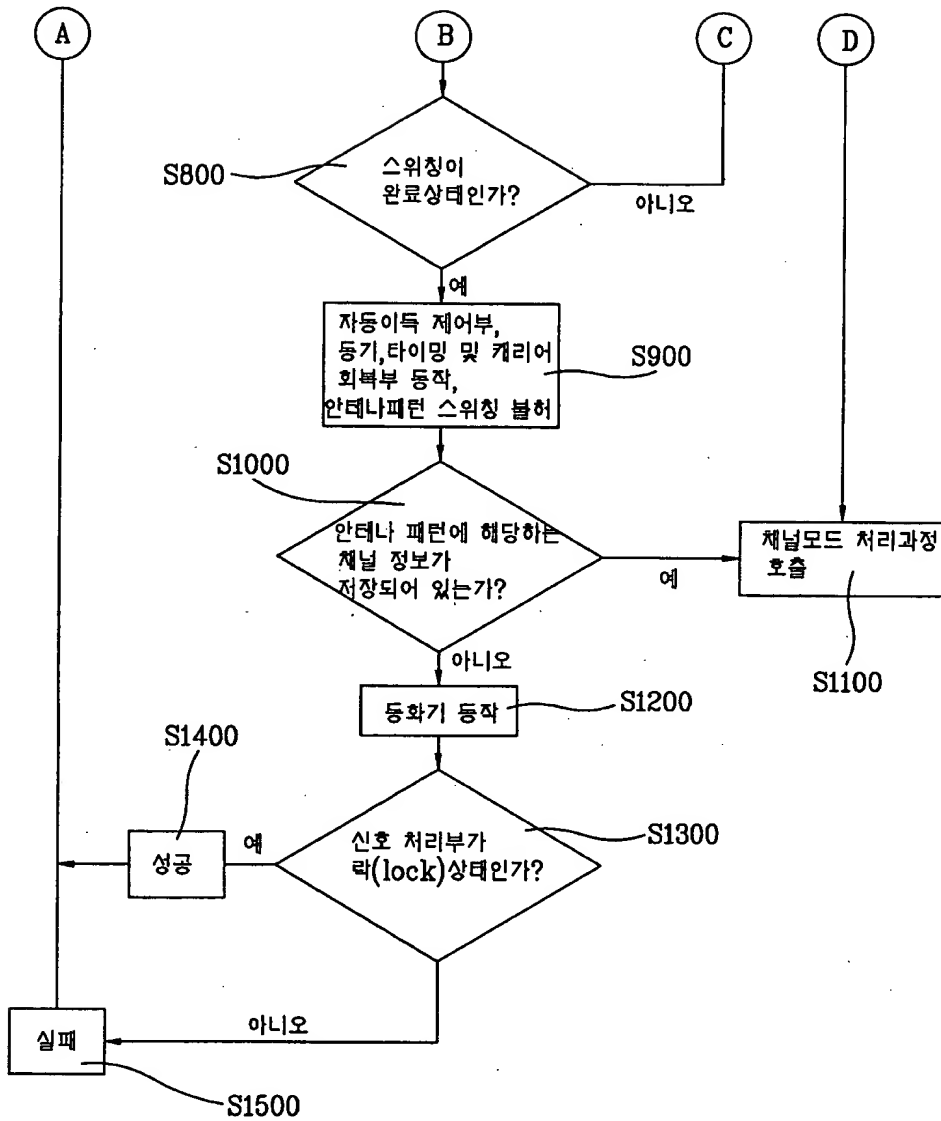 A
B
C
D
S800
스위칭이
완료상태인가?
아니오
예
자동이득 제어부,
동기,타이밍 및 캐리어
회복부 동작,
안테나패턴 스위칭 불허
S900
S1000
안테나 패턴에 해당하는
채널 정보가
저장되어 있는가?
예
채널모드 처리과정
호출
S1100
아니오
등화기 동작
S1200
S1400
성공
예
신호 처리부가
락(lock)상태인가?
S1300
아니오
실패
S1500